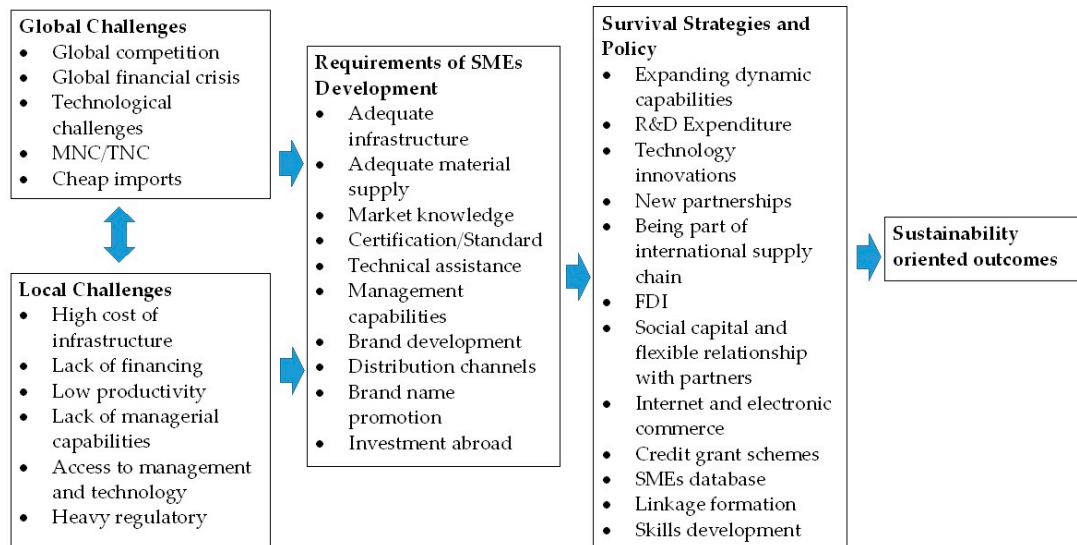 Global Challenges
• Global competition
• Global financial crisis
• Technological
challenges
• MNC/TNC
• Cheap imports
Local Challenges
• High cost of
infrastructure
• Lack of financing
• Low productivity
• Lack of managerial
capabilities
• Access to management
and technology
• Heavy regulatory
Requirements of SMEs
Development
• Adequate
infrastructure
• Adequate material
supply
• Market knowledge
• Certification/Standard
• Technical assistance
• Management
capabilities
• Brand development
• Distribution channels
• Brand name
promotion
• Investment abroad
Survival Strategies and
Policy
• Expanding dynamic
capabilities
• R&D Expenditure
• Technology
innovations
• New partnerships
• Being part of
international supply
chain
• FDI
• Social capital and
flexible relationship
with partners
• Internet and electronic
commerce
• Credit grant schemes
• SMEs database
• Linkage formation
• Skills development
Sustainability
oriented outcomes